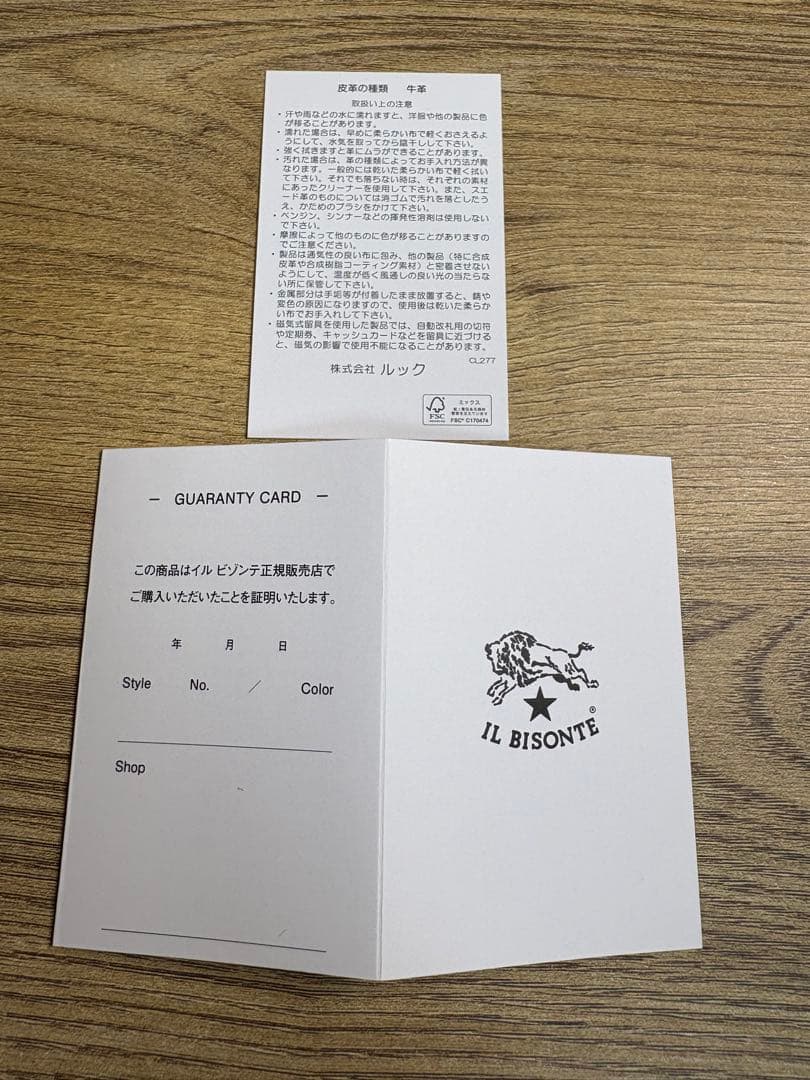 皮革の種類　牛革
取扱い上の注意
・汗や雨などの水に濡れますと、洋服や他の製品に色
が移ることがあります。
・濡れた場合は、早めに柔らかい布で軽くおさえるよ
うにして、水気を取ってから陰干しして下さい。
・強く拭きますと革にムラができることがあります。
・汚れた場合は、革の種類によってお手入れ方法が異
なります。一般的には乾いた柔らかい布で軽く拭い
て下さい。それでも落ちない時は、それぞれの素材
にあったクリーナーを使用して下さい。また、スエ
ード革のものについては消ゴムで汚れを落としたう
え、かためのブラシをかけて下さい。
・ベンジン、シンナーなどの揮発性溶剤は使用しない
で下さい。
・摩擦によって他のものに色が移ることがありますの
でご注意ください。
・製品は通気性の良い布に包み、他の製品（特に合成
皮革や合成樹脂コーティング素材）と密着させない
ようにして、温度が低く風通しの良い光の当たらな
い所に保管して下さい。
・金属部分は手垢等が付着したまま放置すると、錆や
変色の原因になりますので、使用後は乾いた柔らか
い布でお手入れして下さい。
・磁気式留具を使用した製品では、自動改札用の切符
や定期券、キャッシュカードなどを留具に近づける
と、磁気の影響で使用不能になることがあります。
CL277
株式会社 ルック
FSC
ミックス
FSC® C170474
－ GUARANTY CARD －
この商品はイル ビゾンテ正規販売店で
ご購入いただいたことを証明いたします。
年　月　日
Style No. ／ Color
Shop
IL BISONTE®